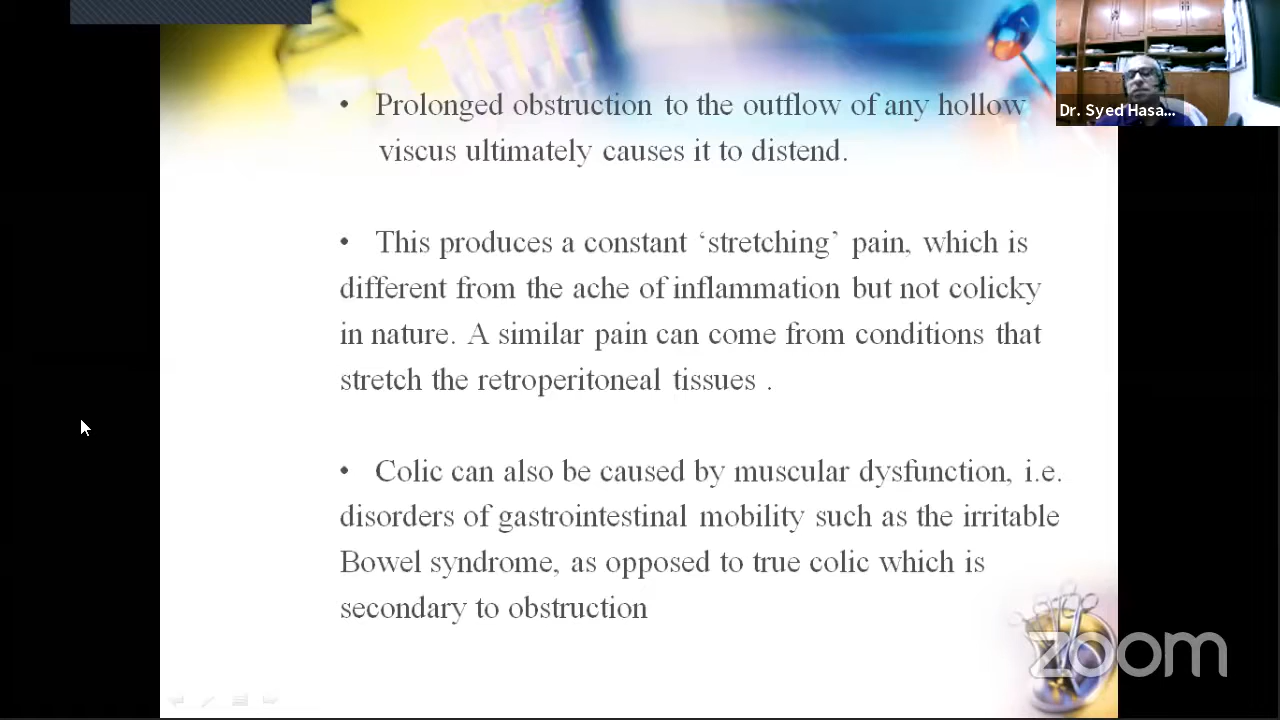 • Prolonged obstruction to the outflow of any hollow
viscus ultimately causes it to distend.
• This produces a constant ‘stretching’ pain, which is
different from the ache of inflammation but not colicky
in nature. A similar pain can come from conditions that
stretch the retroperitoneal tissues .
• Colic can also be caused by muscular dysfunction, i.e.
disorders of gastrointestinal mobility such as the irritable
Bowel syndrome, as opposed to true colic which is
secondary to obstruction
Dr. Syed Hasa...
zoom